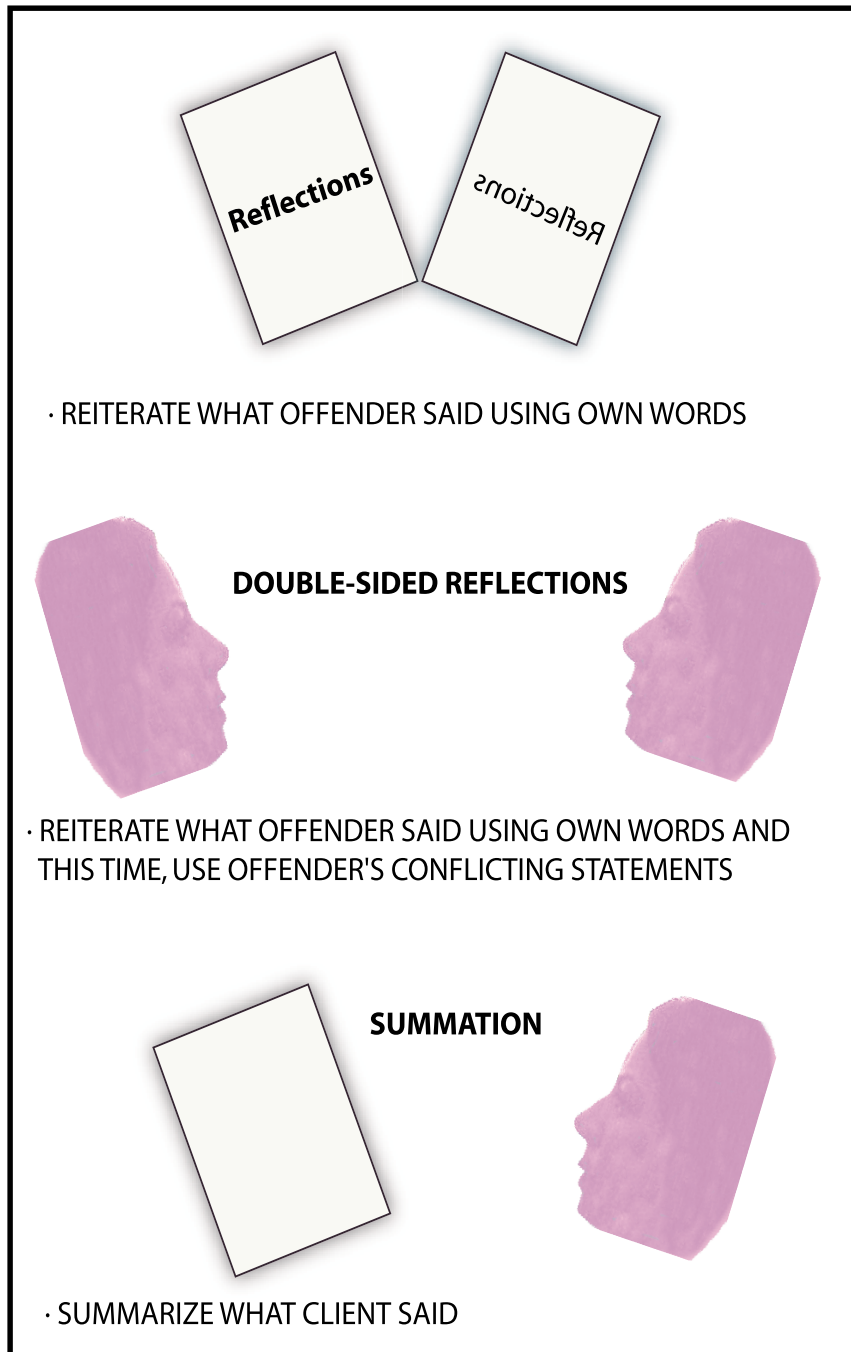 Reflections
Reflections
· REITERATE WHAT OFFENDER SAID USING OWN WORDS
DOUBLE-SIDED REFLECTIONS
· REITERATE WHAT OFFENDER SAID USING OWN WORDS AND
THIS TIME, USE OFFENDER'S CONFLICTING STATEMENTS
SUMMATION
· SUMMARIZE WHAT CLIENT SAID